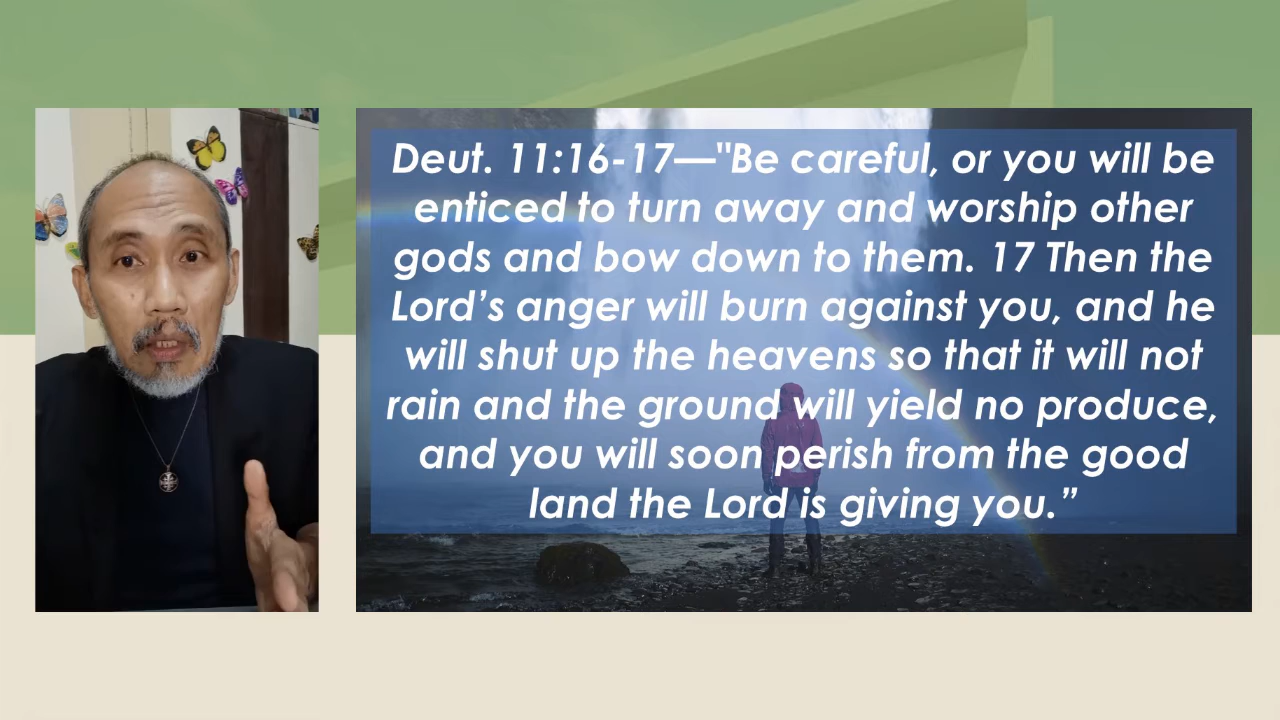 Deut. 11:16-17—"Be careful, or you will be
enticed to turn away and worship other
gods and bow down to them. 17 Then the
Lord’s anger will burn against you, and he
will shut up the heavens so that it will not
rain and the ground will yield no produce,
and you will soon perish from the good
land the Lord is giving you.”